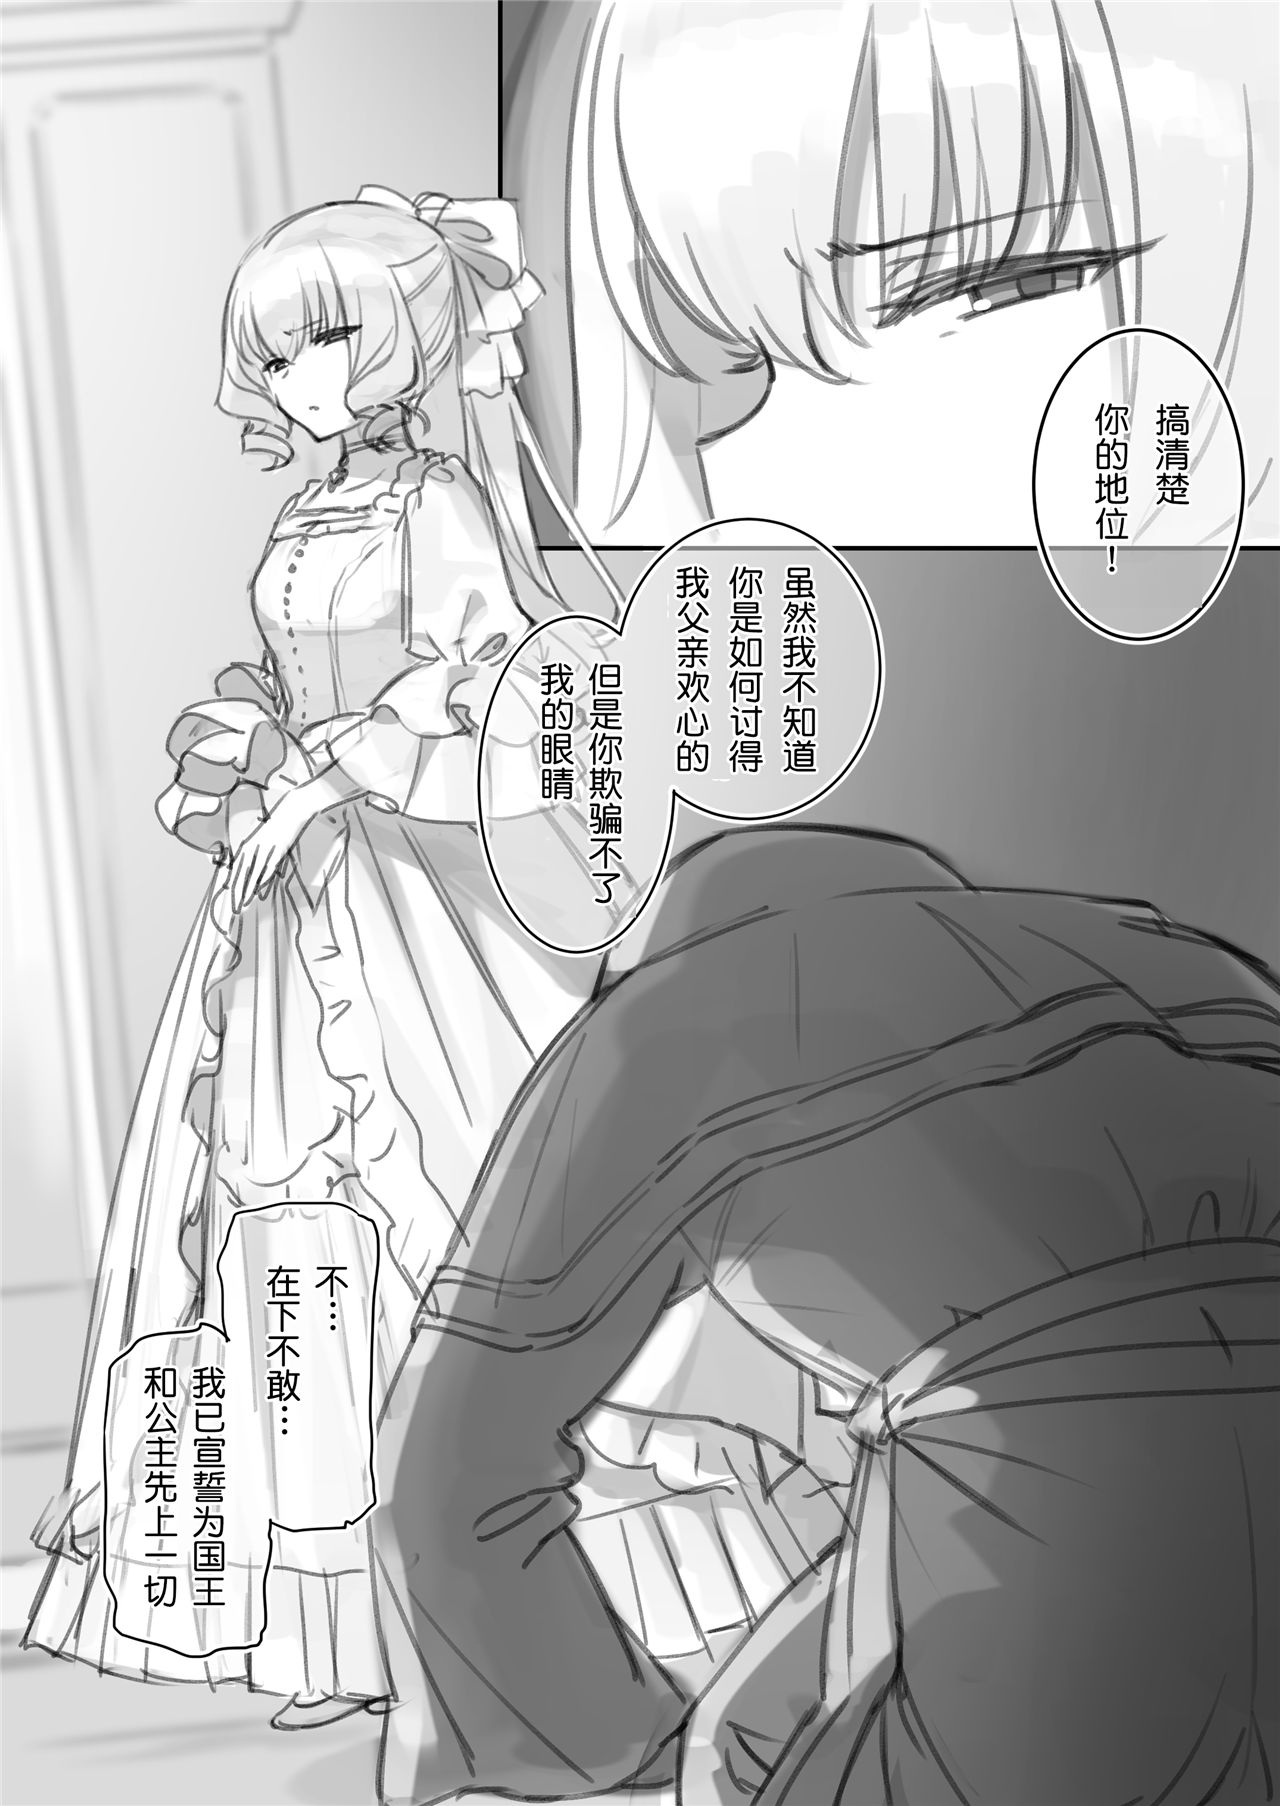 搞清楚
你的地位！
虽然我不知道
你是如何讨得
我父亲欢心的
但是你欺骗不了
我的眼睛
不…
在下不敢…
我已宣誓为国王
和公主先上一切